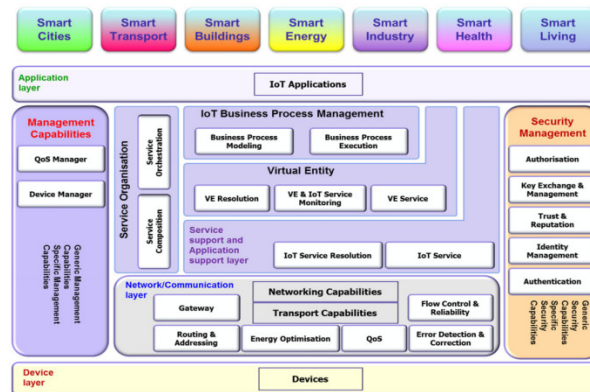 Smart Cities
Smart Transport
Smart Buildings
Smart Energy
Smart Industry
Smart Health
Smart Living
Application layer
IoT Applications
Management Capabilities
QoS Manager
Device Manager
Generic Management Capabilities
Specific Management Capabilities
Service Organisation
Service Orchestration
Service Composition
IoT Business Process Management
Business Process Modeling
Business Process Execution
Virtual Entity
VE Resolution
VE & IoT Service Monitoring
VE Service
Service support and Application support layer
IoT Service Resolution
IoT Service
Network/Communication layer
Networking Capabilities
Transport Capabilities
Gateway
Flow Control & Reliability
Routing & Addressing
Energy Optimisation
QoS
Error Detection & Correction
Security Management
Authorisation
Key Exchange & Management
Trust & Reputation
Identity Management
Authentication
Generic Security Capabilities
Specific Security Capabilities
Device layer
Devices